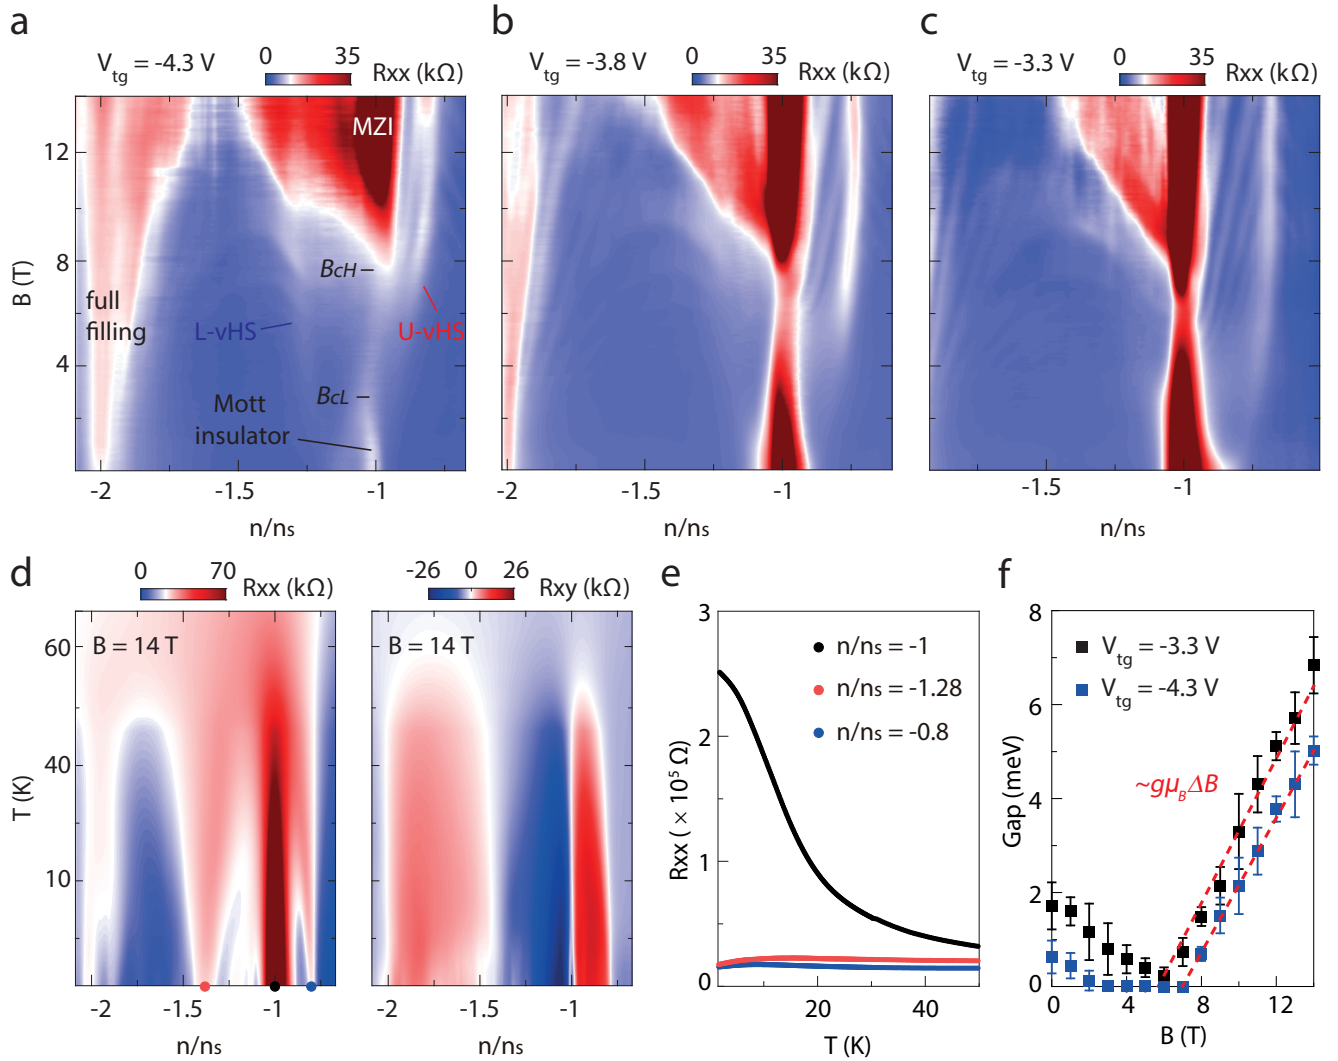 a
b
c
V_tg = -4.3 V
0
35
Rxx (kΩ)
V_tg = -3.8 V
0
35
Rxx (kΩ)
V_tg = -3.3 V
0
35
Rxx (kΩ)
B (T)
12
8
4
MZI
BcH
full
filling
L-vHS
U-vHS
BcL
Mott
insulator
-2
-1.5
-1
n/ns
-2
-1.5
-1
n/ns
-1.5
-1
n/ns
d
0
70
Rxx (kΩ)
-26
0
26
Rxy (kΩ)
B = 14 T
B = 14 T
T (K)
60
40
10
-2
-1.5
-1
n/ns
-2
-1.5
-1
n/ns
e
Rxx ( × 10⁵ Ω)
3
2
1
0
n/ns = -1
n/ns = -1.28
n/ns = -0.8
20
40
T (K)
f
Gap (meV)
8
6
4
2
0
V_tg = -3.3 V
V_tg = -4.3 V
~gμ_BΔB
0
4
8
12
B (T)